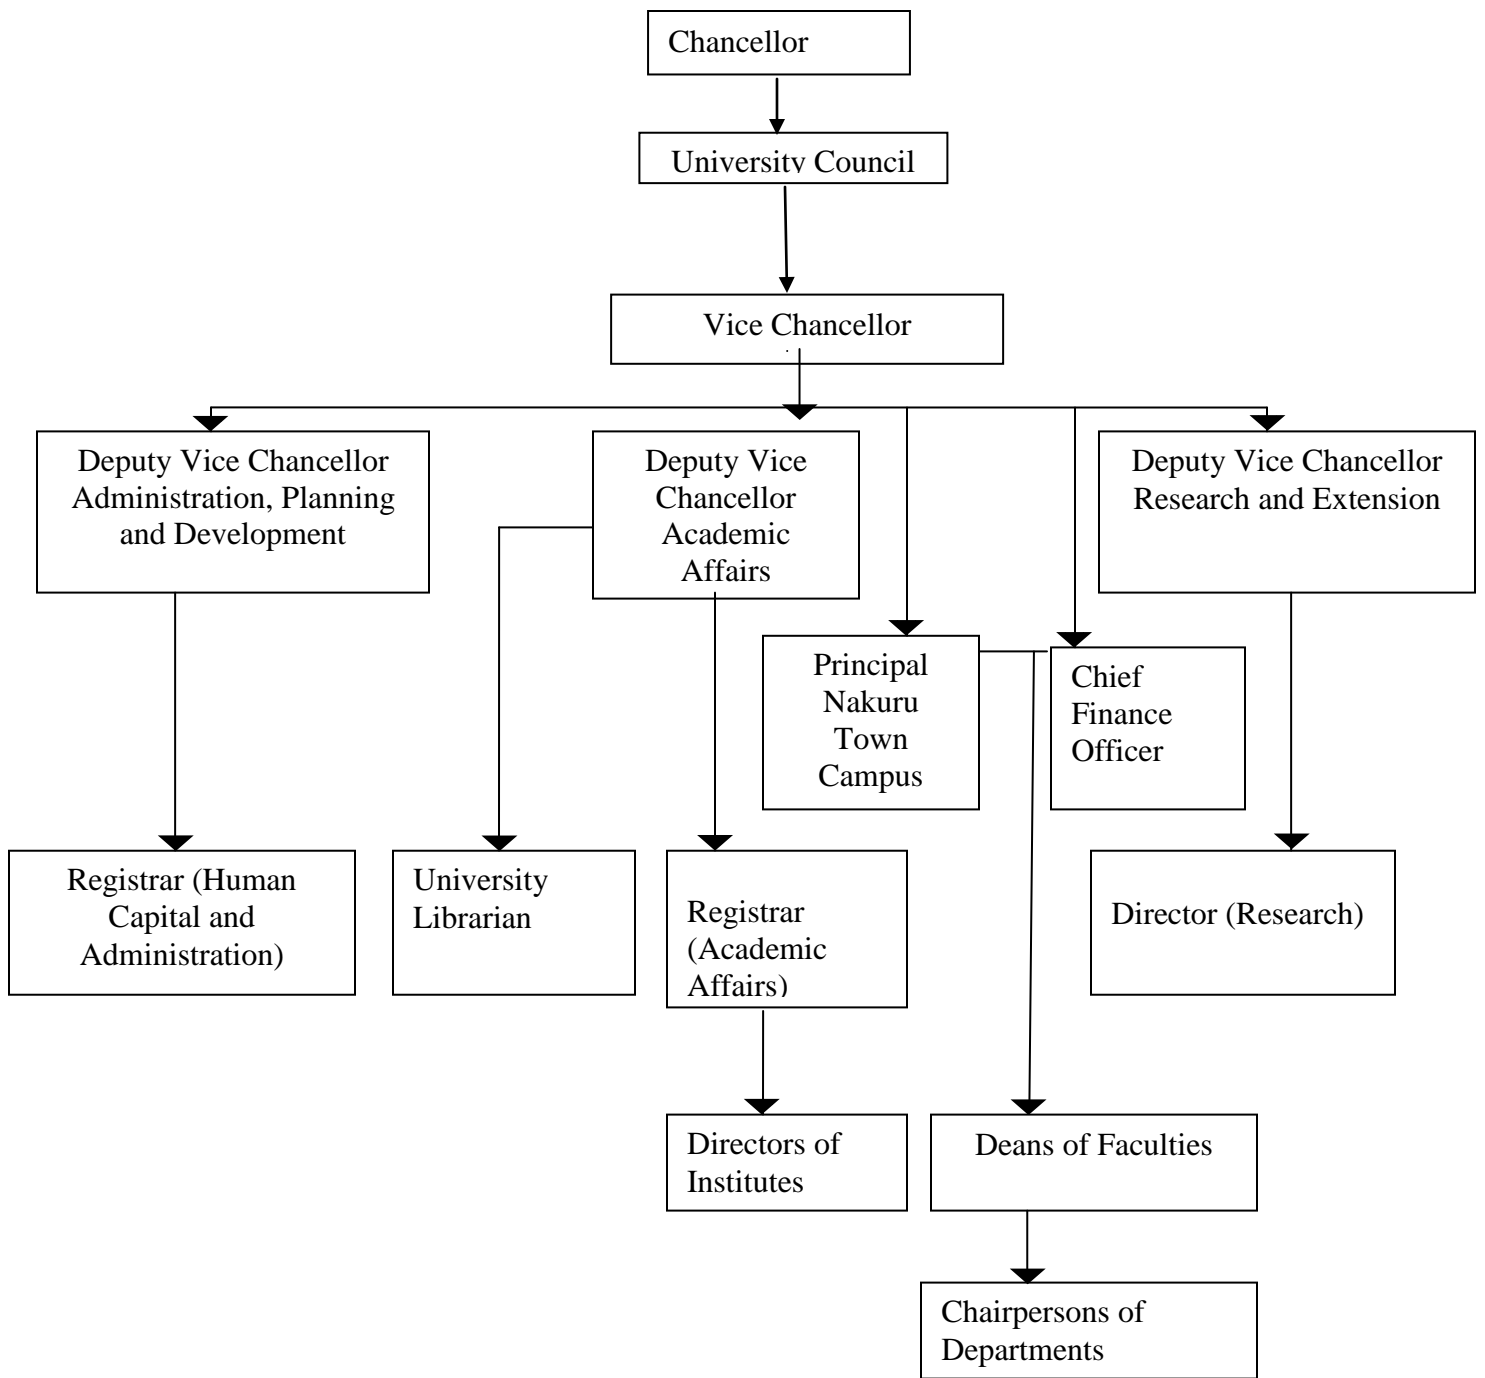 Chancellor
University Council
Vice Chancellor
Deputy Vice Chancellor
Administration, Planning
and Development
Deputy Vice
Chancellor
Academic
Affairs
Deputy Vice Chancellor
Research and Extension
Principal
Nakuru
Town
Campus
Chief
Finance
Officer
Registrar (Human
Capital and
Administration)
University
Librarian
Registrar
(Academic
Affairs)
Director (Research)
Directors of
Institutes
Deans of Faculties
Chairpersons of
Departments